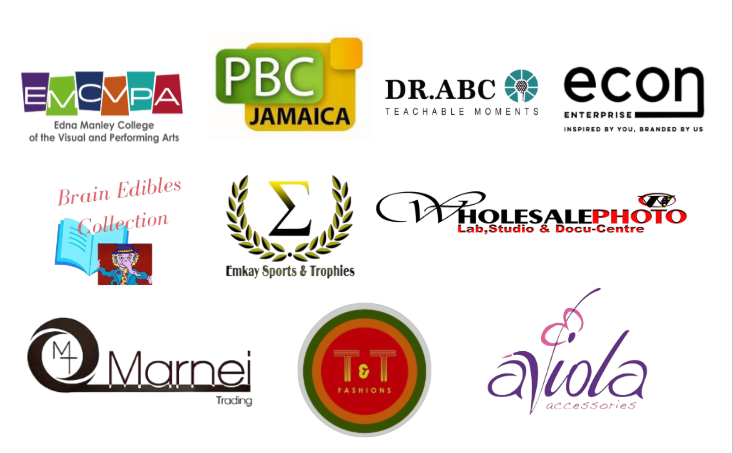 EMCVPA
Edna Manley College
of the Visual and Performing Arts
PBC
JAMAICA
DR.ABC
TEACHABLE MOMENTS
econ
ENTERPRISE
INSPIRED BY YOU, BRANDED BY US
Brain Edibles
Collection
Σ
Emkay Sports & Trophies
WHOLESALEPHOTO
Lab,Studio & Docu-Centre
MT
Marnei
Trading
T&T
FASHIONS
áViola
accessories